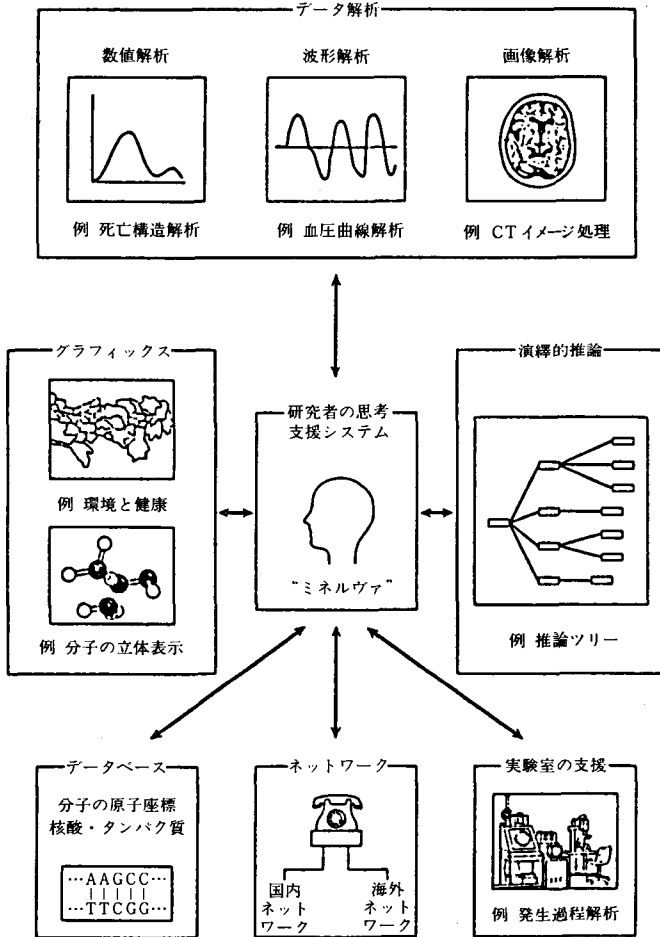 データ解析
数値解析
波形解析
画像解析
例 死亡構造解析
例 血圧曲線解析
例 CTイメージ処理
グラフィックス
例 環境と健康
例 分子の立体表示
研究者の思考
支援システム
“ミネルヴァ”
演繹的推論
例 推論ツリー
データベース
分子の原子座標
核酸・タンパク質
…AAGCC…
…TTCGG…
ネットワーク
国内
ネット
ワーク
海外
ネット
ワーク
実験室の支援
例 発生過程解析